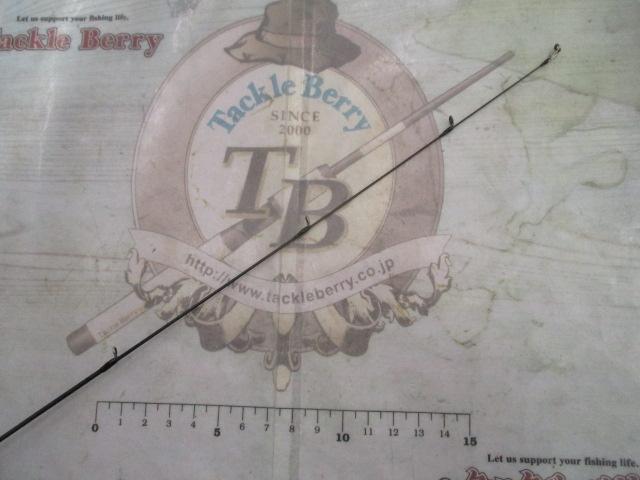 Let us support your fishing life.
Tackle Berry
Tackle Berry
SINCE
2000
TB
http://www.tackleberry.co.jp
Tackle Berry
0 1 2 3 4 5 6 7 8 9 10 11 12 13 14 15
Let us support your fishing life.